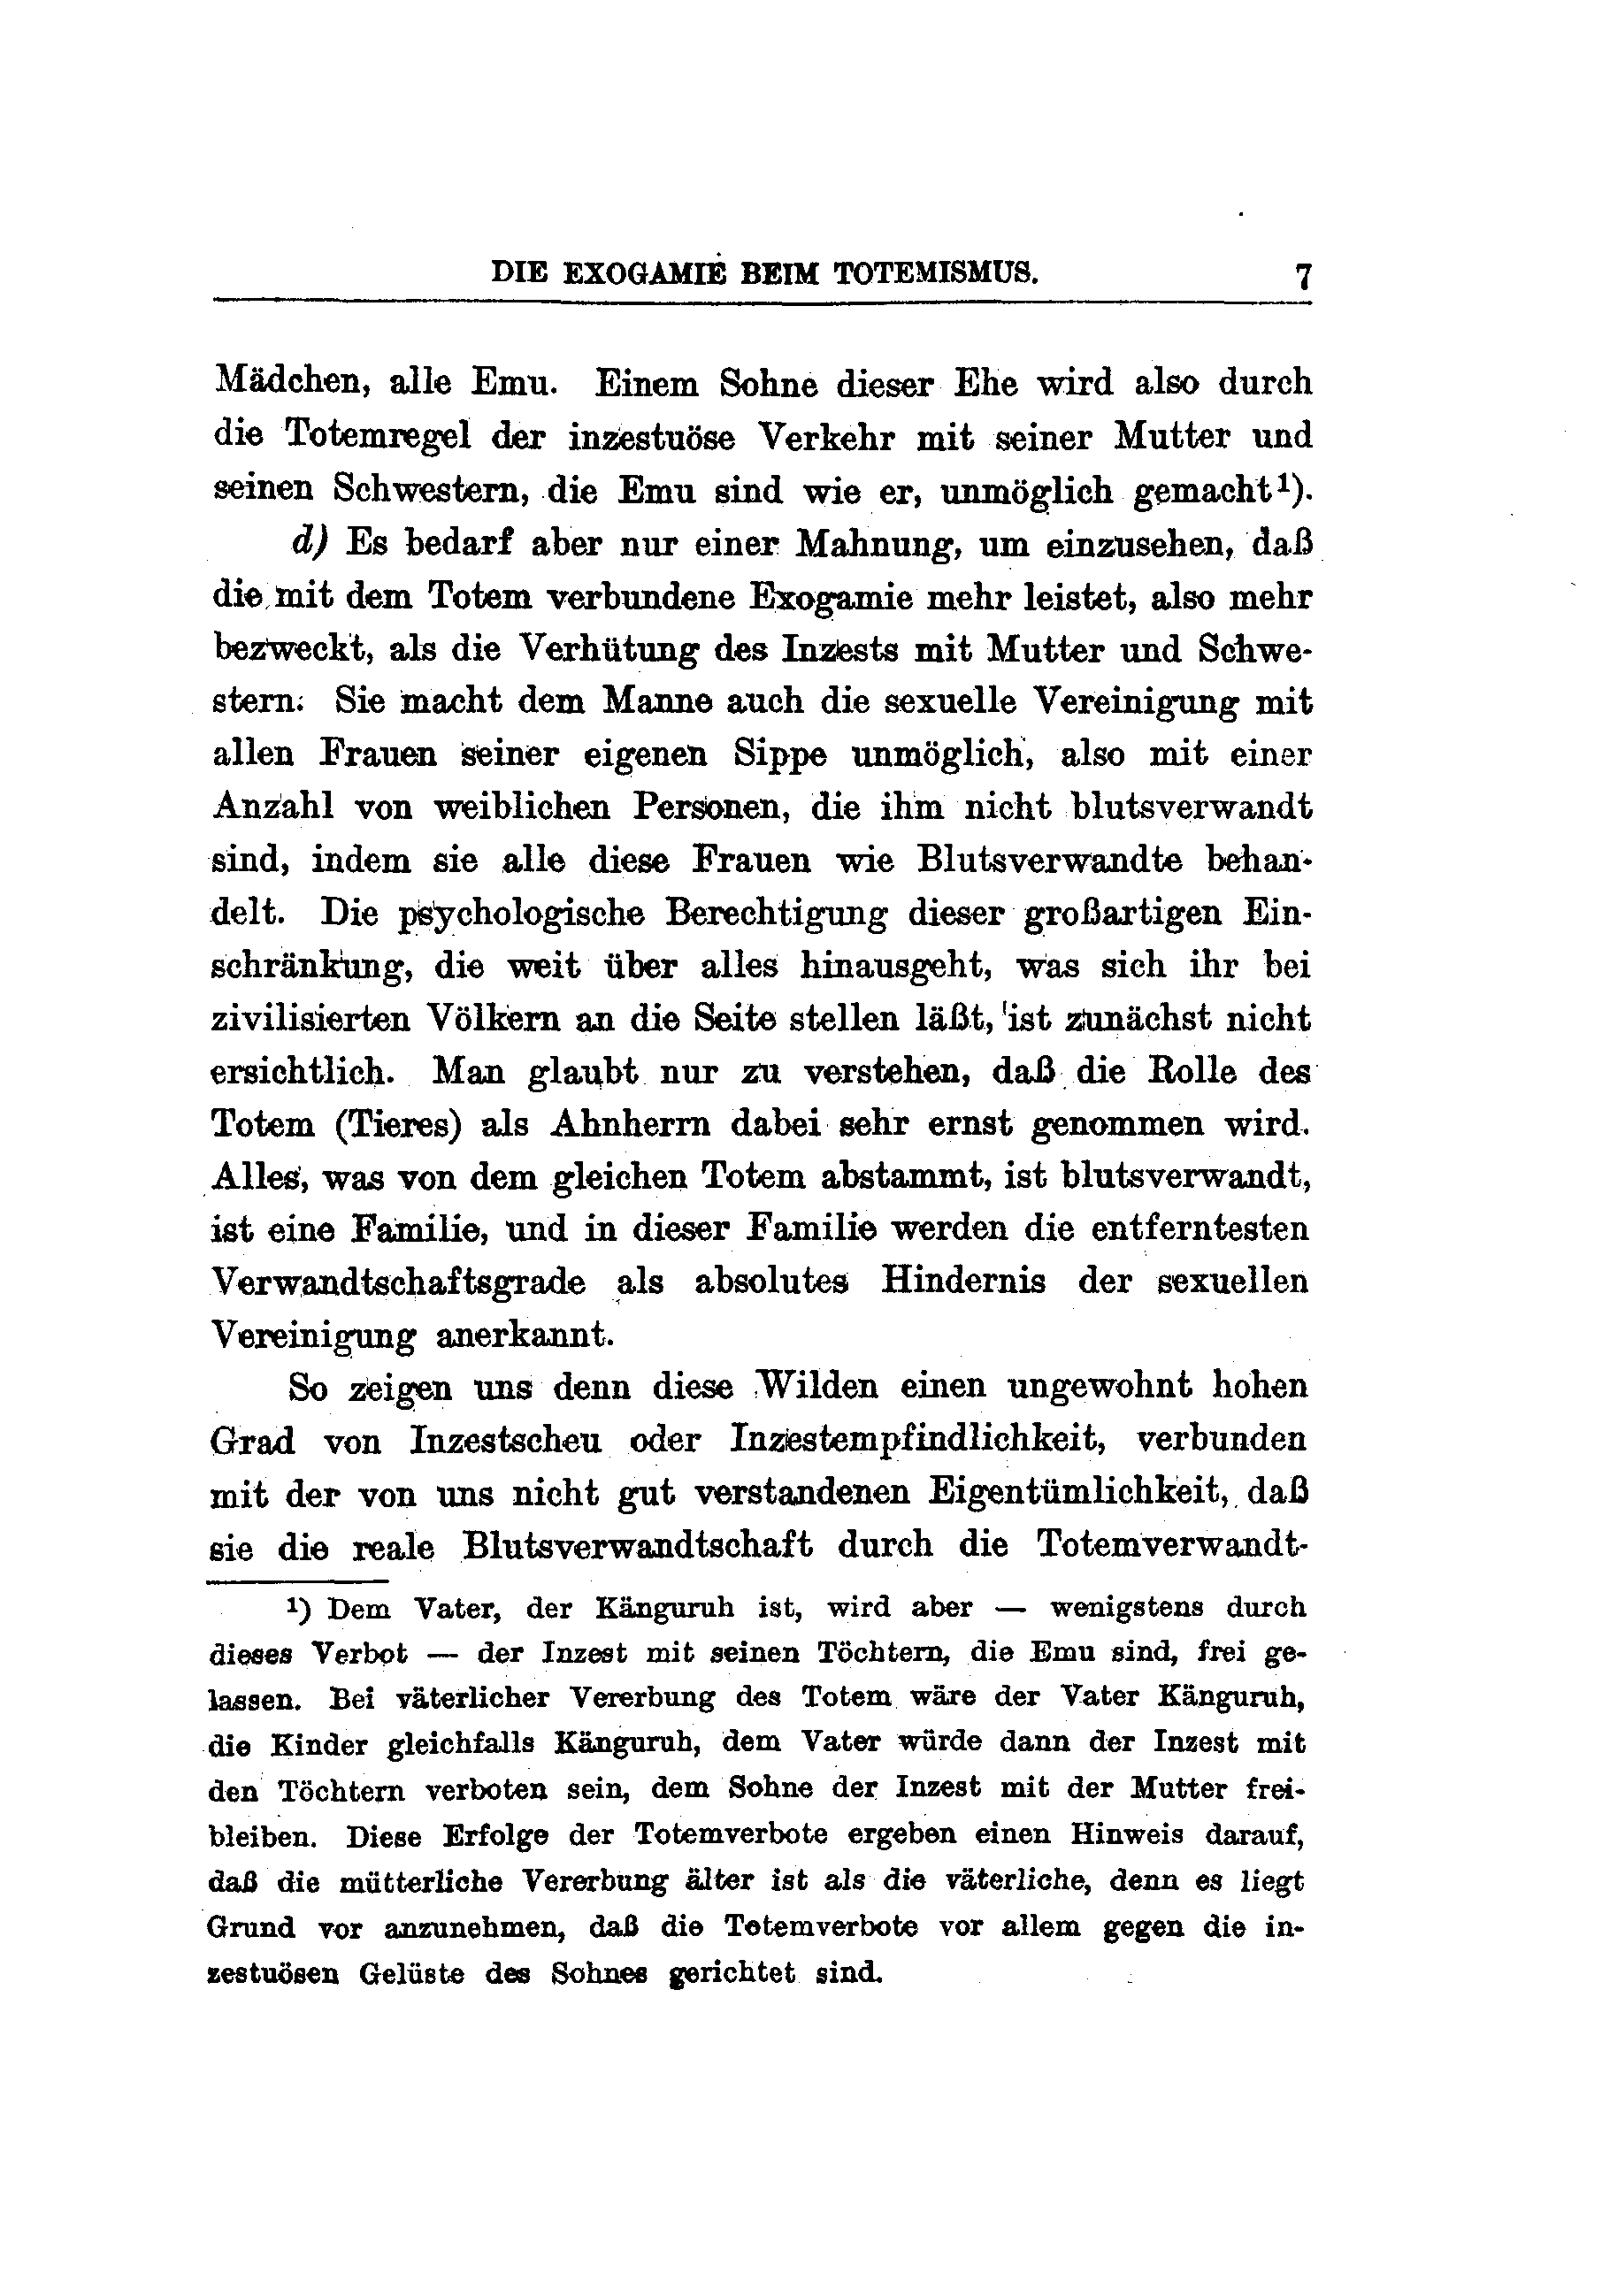 DIE EXOGAMIE BEIM TOTEMISMUS. 7
Mädchen, alle Emu. Einem Sohne dieser Ehe wird also durch
die Totemregel der inzestuöse Verkehr mit seiner Mutter und
seinen Schwestern, die Emu sind wie er, unmöglich gemacht¹).
d) Es bedarf aber nur einer Mahnung, um einzusehen, daß
die mit dem Totem verbundene Exogamie mehr leistet, also mehr
bezweckt, als die Verhütung des Inzests mit Mutter und Schwe-
stern. Sie macht dem Manne auch die sexuelle Vereinigung mit
allen Frauen seiner eigenen Sippe unmöglich, also mit einer
Anzahl von weiblichen Personen, die ihm nicht blutsverwandt
sind, indem sie alle diese Frauen wie Blutsverwandte behan-
delt. Die psychologische Berechtigung dieser großartigen Ein-
schränkung, die weit über alles hinausgeht, was sich ihr bei
zivilisierten Völkern an die Seite stellen läßt, ist zunächst nicht
ersichtlich. Man glaubt nur zu verstehen, daß die Rolle des
Totem (Tieres) als Ahnherrn dabei sehr ernst genommen wird.
Alles, was von dem gleichen Totem abstammt, ist blutsverwandt,
ist eine Familie, und in dieser Familie werden die entferntesten
Verwandtschaftsgrade als absolutes Hindernis der sexuellen
Vereinigung anerkannt.
So zeigen uns denn diese Wilden einen ungewohnt hohen
Grad von Inzestscheu oder Inzestempfindlichkeit, verbunden
mit der von uns nicht gut verstandenen Eigentümlichkeit, daß
sie die reale Blutsverwandtschaft durch die Totemverwandt-
¹) Dem Vater, der Känguruh ist, wird aber — wenigstens durch
dieses Verbot — der Inzest mit seinen Töchtern, die Emu sind, frei ge-
lassen. Bei väterlicher Vererbung des Totem wäre der Vater Känguruh,
die Kinder gleichfalls Känguruh, dem Vater würde dann der Inzest mit
den Töchtern verboten sein, dem Sohne der Inzest mit der Mutter frei-
bleiben. Diese Erfolge der Totemverbote ergeben einen Hinweis darauf,
daß die mütterliche Vererbung älter ist als die väterliche, denn es liegt
Grund vor anzunehmen, daß die Totemverbote vor allem gegen die in-
zestuösen Gelüste des Sohnes gerichtet sind.